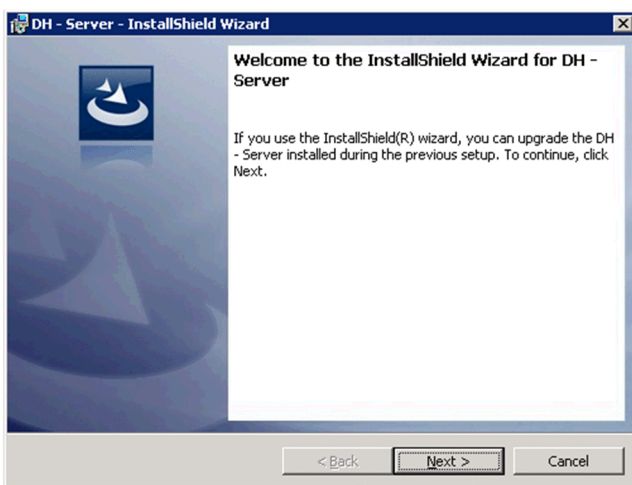 DH - Server - InstallShield Wizard
Welcome to the InstallShield Wizard for DH -
Server
If you use the InstallShield(R) wizard, you can upgrade the DH
- Server installed during the previous setup. To continue, click
Next.
< Back
Next >
Cancel